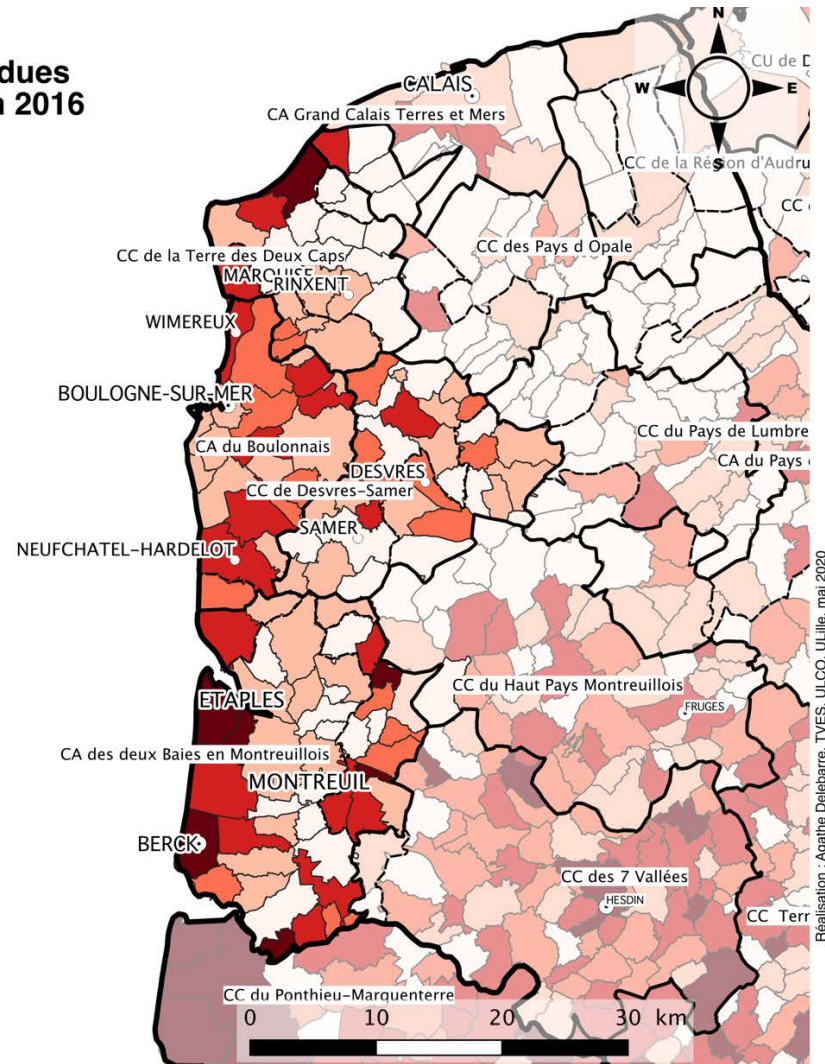 dues
2016
N
W
E
S
CALAIS
CU de D
CA Grand Calais Terres et Mers
CC de la Région d'Audru
CC
CC de la Terre des Deux Caps
CC des Pays d Opale
MARQUISE
RINXENT
WIMEREUX
BOULOGNE-SUR-MER
CA du Boulonnais
CC du Pays de Lumbre
CA du Pays
DESVRES
CC de Desvres-Samer
SAMER
NEUFCHATEL-HARDELOT
ETAPLES
CC du Haut Pays Montreuillois
FRUGES
CA des deux Baies en Montreuillois
MONTREUIL
BERCK
CC des 7 Vallées
HESDIN
CC Terr
CC du Ponthieu-Marquenterre
0 10 20 30 km
Réalisation : Agathe Delebarre, TVES, ULCO, ULille, mai 2020